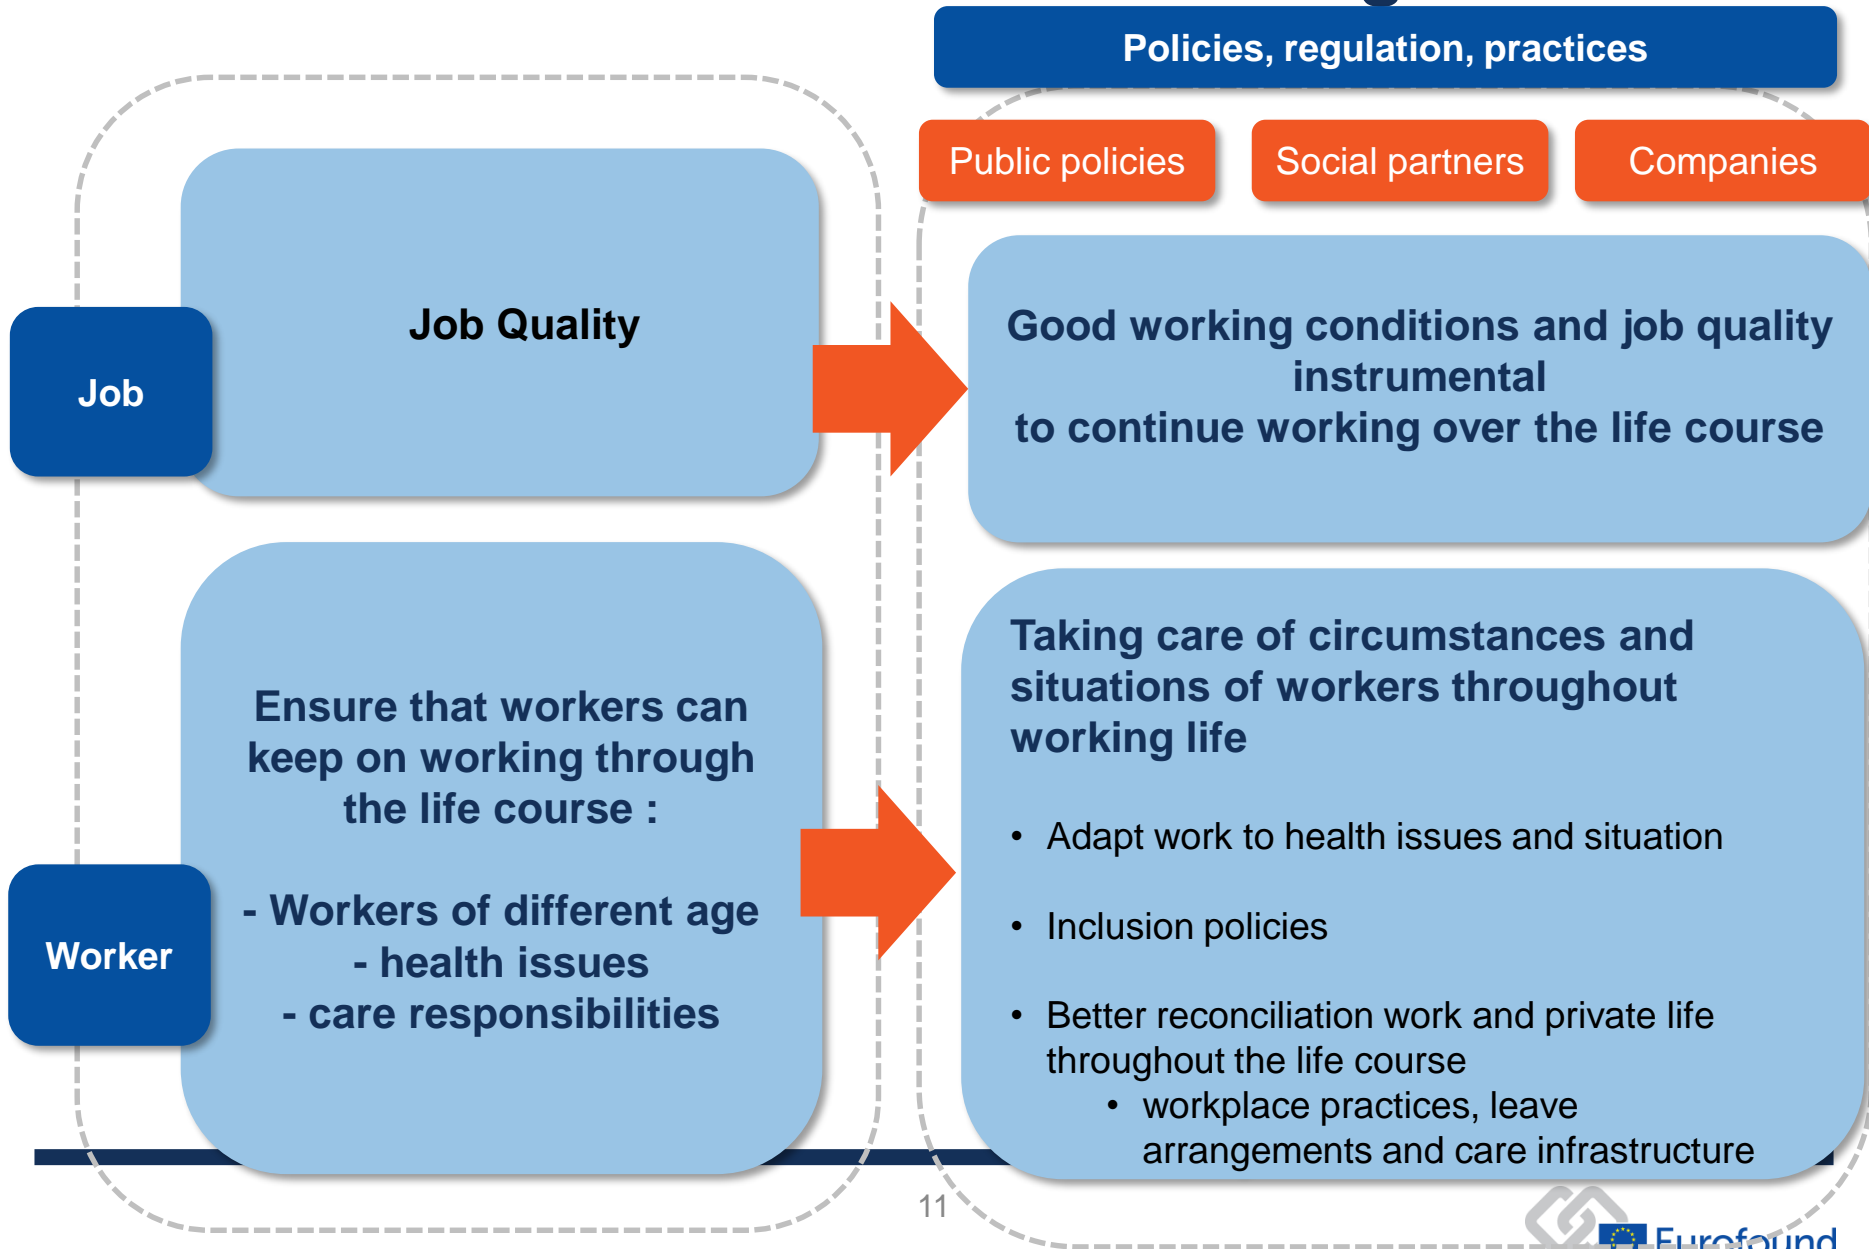 Policies, regulation, practices
Public policies
Social partners
Companies
Job
Job Quality
Good working conditions and job quality
instrumental
to continue working over the life course
Worker
Ensure that workers can
keep on working through
the life course :
- Workers of different age
- health issues
- care responsibilities
Taking care of circumstances and
situations of workers throughout
working life
• Adapt work to health issues and situation
• Inclusion policies
• Better reconciliation work and private life
throughout the life course
• workplace practices, leave
arrangements and care infrastructure
11
Eurofound